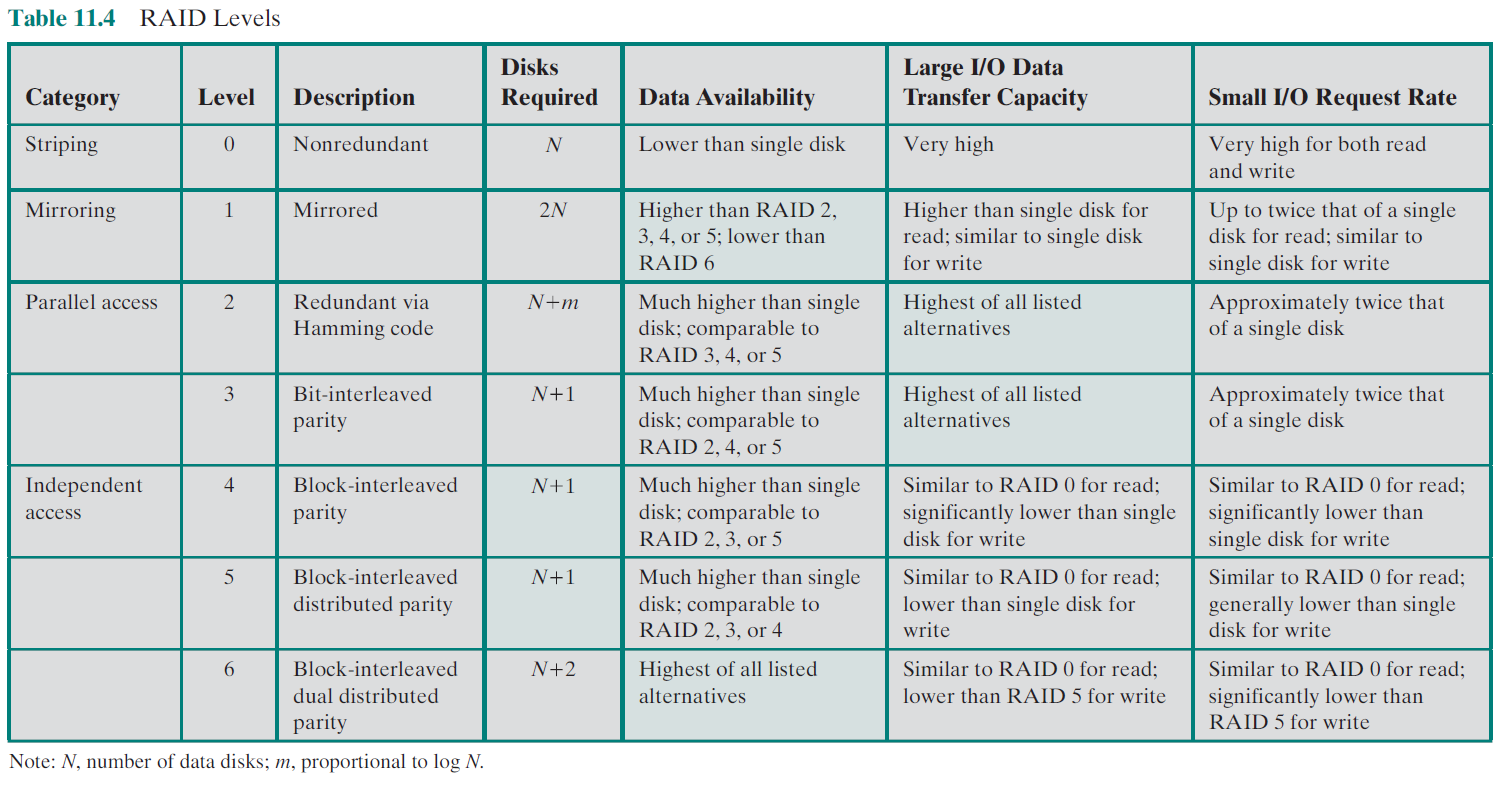 Table 11.4 RAID Levels
Category Level Description Disks Required Data Availability Large I/O Data Transfer Capacity Small I/O Request Rate
Striping 0 Nonredundant N Lower than single disk Very high Very high for both read
and write
Mirroring 1 Mirrored 2N Higher than RAID 2, Higher than single disk for Up to twice that of a single
3, 4, or 5; lower than read; similar to single disk disk for read; similar to
RAID 6 for write single disk for write
Parallel access 2 Redundant via N+m Much higher than single Highest of all listed Approximately twice that
Hamming code disk; comparable to alternatives of a single disk
RAID 3, 4, or 5
3 Bit-interleaved N+1 Much higher than single Highest of all listed Approximately twice that
parity disk; comparable to alternatives of a single disk
RAID 2, 4, or 5
Independent 4 Block-interleaved N+1 Much higher than single Similar to RAID 0 for read; Similar to RAID 0 for read;
access parity disk; comparable to significantly lower than single significantly lower than
RAID 2, 3, or 5 disk for write single disk for write
5 Block-interleaved N+1 Much higher than single Similar to RAID 0 for read; Similar to RAID 0 for read;
distributed parity disk; comparable to lower than single disk for generally lower than single
RAID 2, 3, or 4 write disk for write
6 Block-interleaved N+2 Highest of all listed Similar to RAID 0 for read; Similar to RAID 0 for read;
dual distributed alternatives lower than RAID 5 for write significantly lower than
parity RAID 5 for write
Note: N, number of data disks; m, proportional to log N.